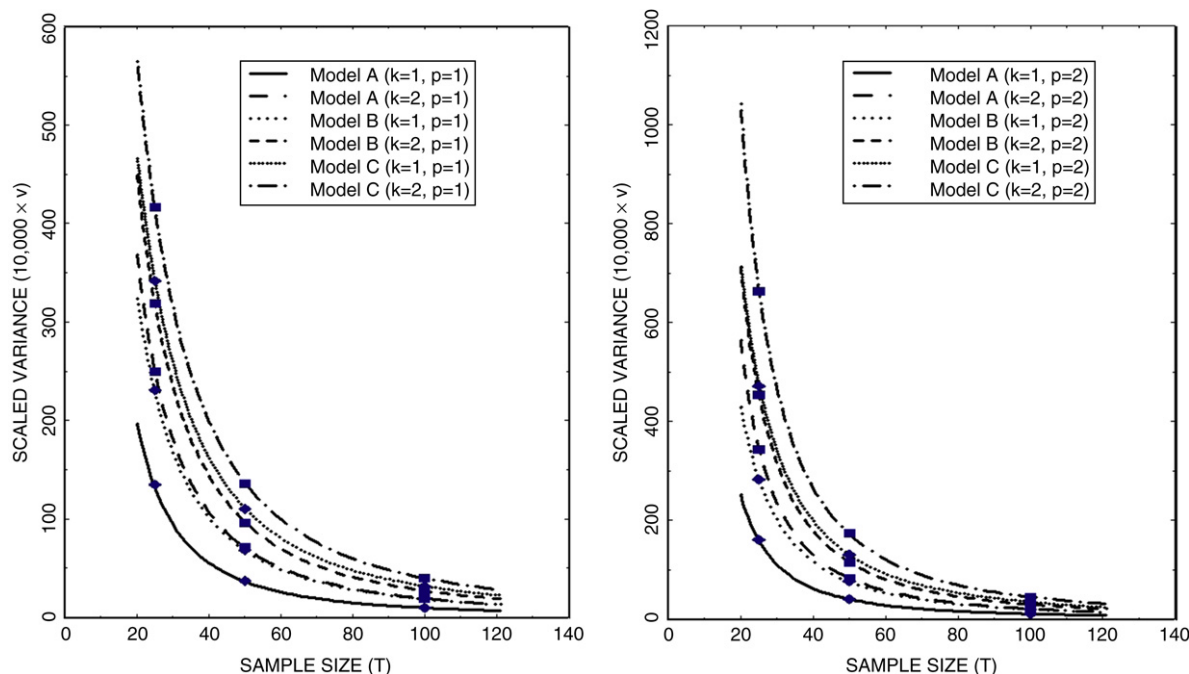 600
500
400
300
200
100
0
SCALED VARIANCE (10,000 × v)
Model A (k=1, p=1)
Model A (k=2, p=1)
Model B (k=1, p=1)
Model B (k=2, p=1)
Model C (k=1, p=1)
Model C (k=2, p=1)
0 20 40 60 80 100 120 140
SAMPLE SIZE (T)
1200
1000
800
600
400
200
0
SCALED VARIANCE (10,000 × v)
Model A (k=1, p=2)
Model A (k=2, p=2)
Model B (k=1, p=2)
Model B (k=2, p=2)
Model C (k=1, p=2)
Model C (k=2, p=2)
0 20 40 60 80 100 120 140
SAMPLE SIZE (T)